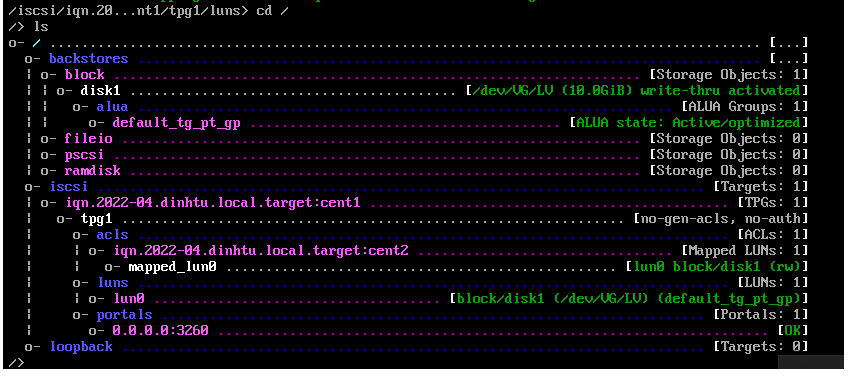 /iscsi/iqn.20...nt1/tpg1/luns> cd /
/> ls
o- / ..................................................................................... [...]
  o- backstores .......................................................................... [...]
  | o- block .............................................................. [Storage Objects: 1]
  | | o- disk1 ....................................... [/dev/VG/LV (10.0GiB) write-thru activated]
  | |   o- alua ............................................................... [ALUA Groups: 1]
  | |     o- default_tg_pt_gp ................................... [ALUA state: Active/optimized]
  | o- fileio ............................................................. [Storage Objects: 0]
  | o- pscsi .............................................................. [Storage Objects: 0]
  | o- ramdisk ............................................................ [Storage Objects: 0]
  o- iscsi ........................................................................ [Targets: 1]
  | o- iqn.2022-04.dinhtu.local.target:cent1 ......................................... [TPGs: 1]
  |   o- tpg1 ........................................................... [no-gen-acls, no-auth]
  |     o- acls ...................................................................... [ACLs: 1]
  |     | o- iqn.2022-04.dinhtu.local.target:cent2 ............................ [Mapped LUNs: 1]
  |     |   o- mapped_lun0 ............................................. [lun0 block/disk1 (rw)]
  |     o- luns ...................................................................... [LUNs: 1]
  |     | o- lun0 .................................. [block/disk1 (/dev/VG/LV) (default_tg_pt_gp)]
  |     o- portals ................................................................ [Portals: 1]
  |       o- 0.0.0.0:3260 ................................................................. [OK]
  o- loopback ..................................................................... [Targets: 0]
/>